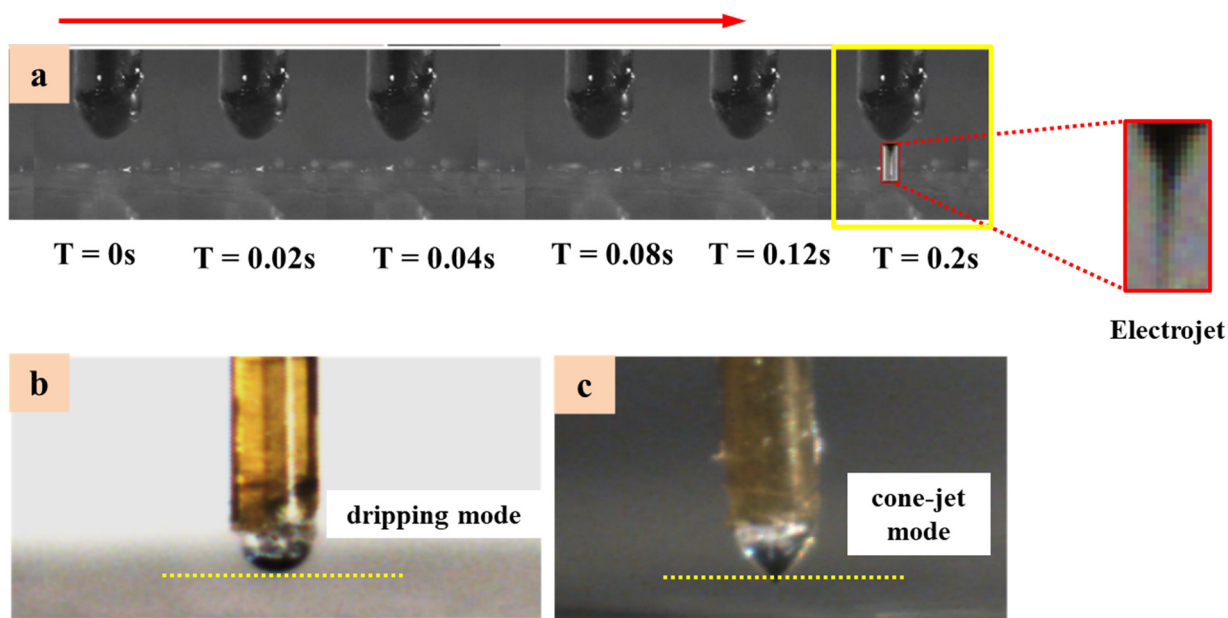 a
T = 0s
T = 0.02s
T = 0.04s
T = 0.08s
T = 0.12s
T = 0.2s
Electrojet
b
dripping mode
c
cone-jet
mode